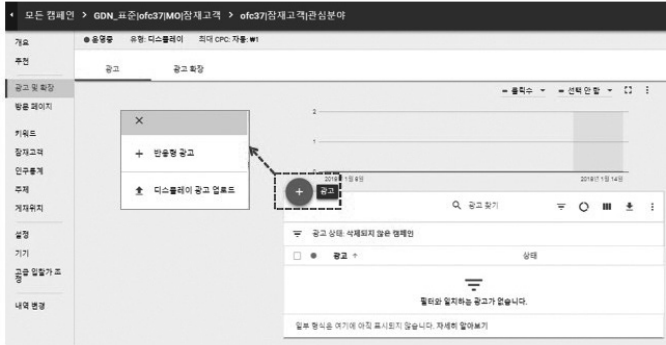 모든 캠페인 > GDN_표준|ofc37|MO|잠재고객 > ofc37|잠재고객|관심분야
개요
추천
광고 및 확장
방문 페이지
키워드
잠재고객
인구통계
주제
게재위치
설정
기기
고급 입찰가 조정
내역 변경
운영중 유형: 디스플레이 최대 CPC: 자동: ₩1
광고 광고 확장
클릭수 선택 안함
2
1
0
2018년 1월 8일 2018년 1월 14일
× 
+ 반응형 광고
디스플레이 광고 업로드
+ 광고
광고 찾기
광고 상태: 삭제되지 않은 캠페인
광고 ↑ 상태
필터와 일치하는 광고가 없습니다.
일부 형식은 여기에 아직 표시되지 않습니다. 자세히 알아보기